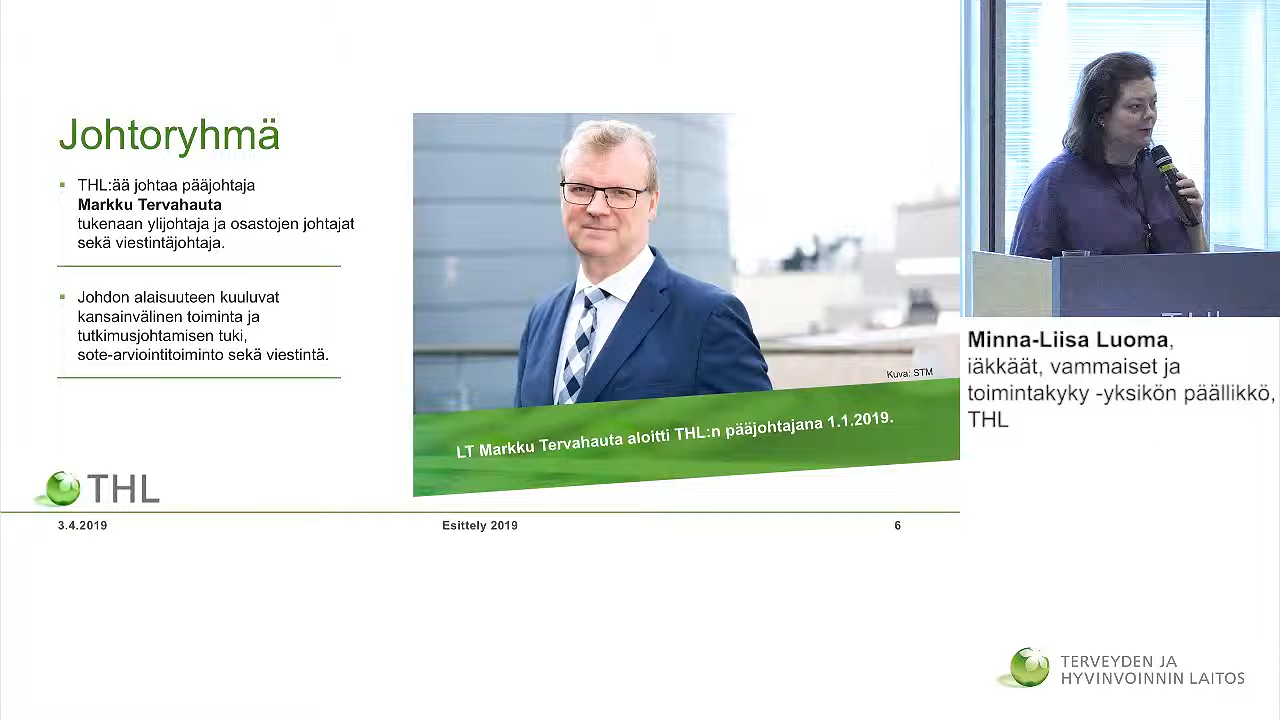 Johtoryhmä
THL:ää johtaa pääjohtaja
Markku Tervahauta
tukenaan ylijohtaja ja osastojen johtajat
sekä viestintäjohtaja.
Johdon alaisuuteen kuuluvat
kansainvälinen toiminta ja
tutkimusjohtamisen tuki,
sote-arviointitoiminto sekä viestintä.
Kuva: STM
LT Markku Tervahauta aloitti THL:n pääjohtajana 1.1.2019.
THL
3.4.2019
Esittely 2019
6
THL
Minna-Liisa Luoma,
iäkkäät, vammaiset ja
toimintakyky -yksikön päällikkö,
THL
TERVEYDEN JA
HYVINVOINNIN LAITOS